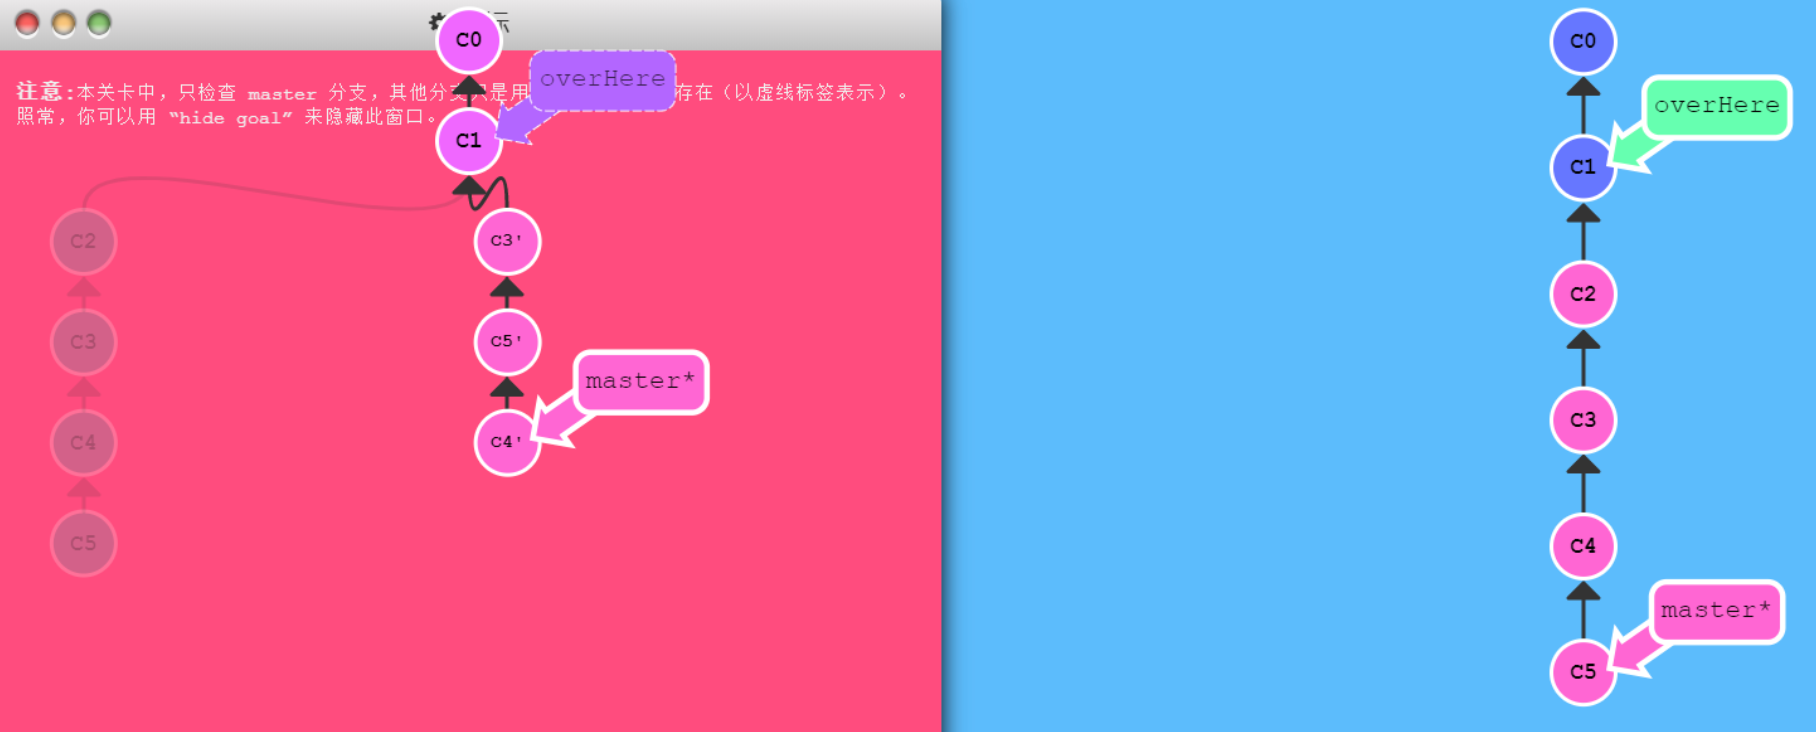 C0
注意:本关卡中，只检查 master 分支，其他分支只是用
overHere
存在（以虚线标签表示）。
照常，你可以用 “hide goal” 来隐藏此窗口。
C1
C2
C3'
C3
C5'
master*
C4
C4'
C5
C0
overHere
C1
C2
C3
C4
master*
C5